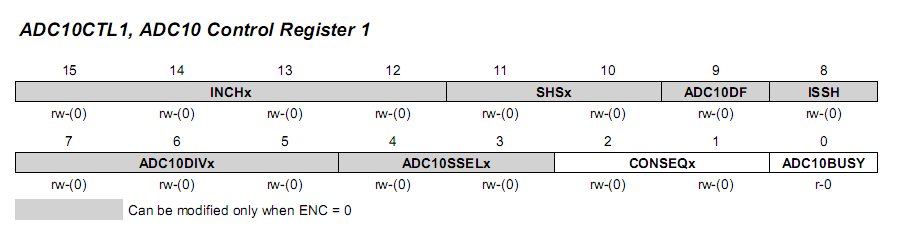 ADC10CTL1, ADC10 Control Register 1
15 14 13 12 11 10 9 8
INCHx SHSx ADC10DF ISSH
rw-(0) rw-(0) rw-(0) rw-(0) rw-(0) rw-(0) rw-(0) rw-(0)
7 6 5 4 3 2 1 0
ADC10DIVx ADC10SSELx CONSEQx ADC10BUSY
rw-(0) rw-(0) rw-(0) rw-(0) rw-(0) rw-(0) rw-(0) r-0
Can be modified only when ENC = 0